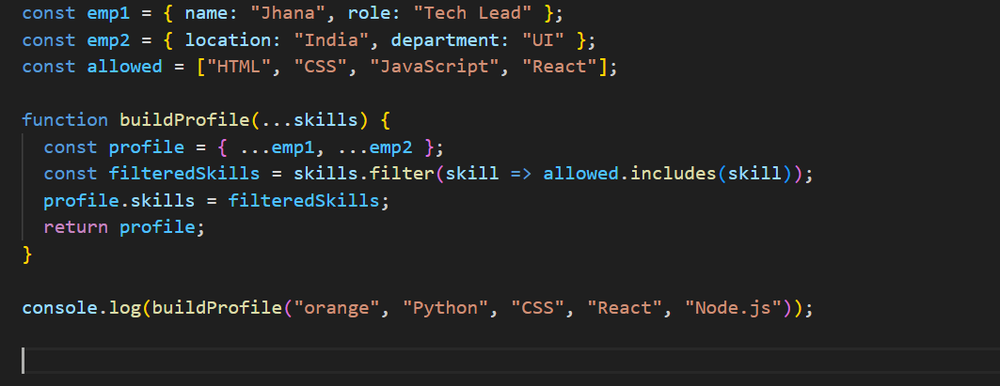 const emp1 = { name: "Jhana", role: "Tech Lead" };
const emp2 = { location: "India", department: "UI" };
const allowed = ["HTML", "CSS", "JavaScript", "React"];

function buildProfile(...skills) {
  const profile = { ...emp1, ...emp2 };
  const filteredSkills = skills.filter(skill => allowed.includes(skill));
  profile.skills = filteredSkills;
  return profile;
}

console.log(buildProfile("orange", "Python", "CSS", "React", "Node.js"));